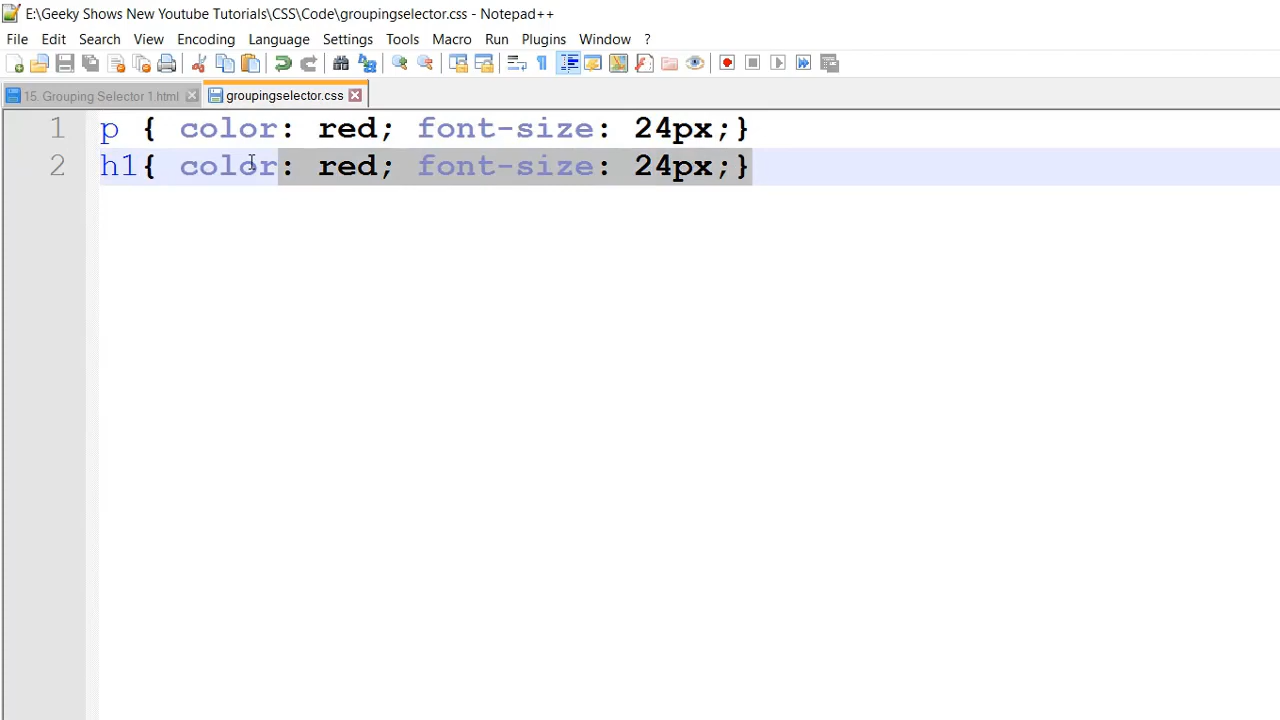 E:\Geeky Shows New Youtube Tutorials\CSS\Code\groupingselector.css - Notepad++
File Edit Search View Encoding Language Settings Tools Macro Run Plugins Window ?
15. Grouping Selector 1.html groupingselector.css
1 p { color: red; font-size: 24px;}
2 h1{ color: red; font-size: 24px;}